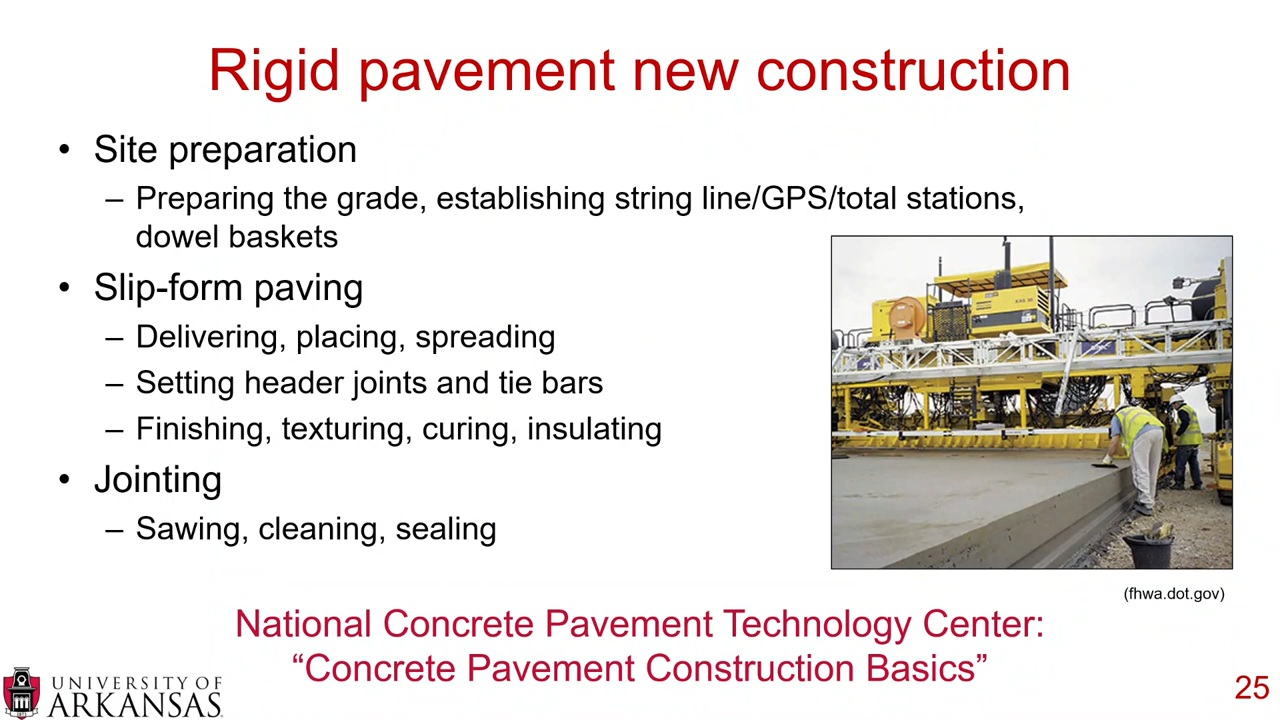 Rigid pavement new construction
• Site preparation
– Preparing the grade, establishing string line/GPS/total stations,
dowel baskets
• Slip-form paving
– Delivering, placing, spreading
– Setting header joints and tie bars
– Finishing, texturing, curing, insulating
• Jointing
– Sawing, cleaning, sealing
(fhwa.dot.gov)
National Concrete Pavement Technology Center:
“Concrete Pavement Construction Basics”
UNIVERSITY OF
ARKANSAS
25